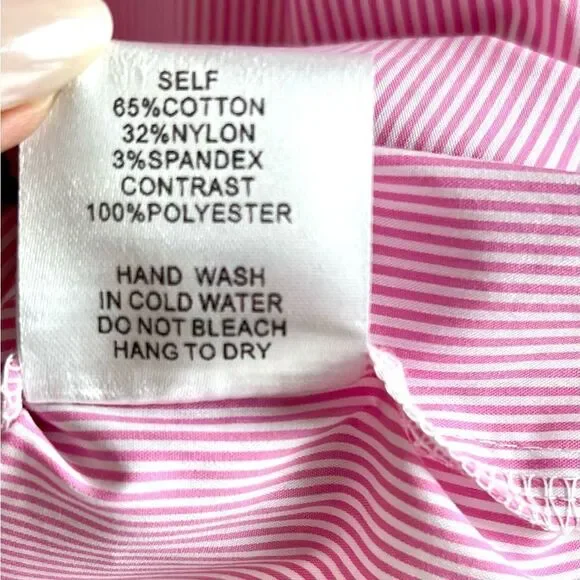 SELF
65%COTTON
32%NYLON
3%SPANDEX
CONTRAST
100%POLYESTER
HAND WASH
IN COLD WATER
DO NOT BLEACH
HANG TO DRY